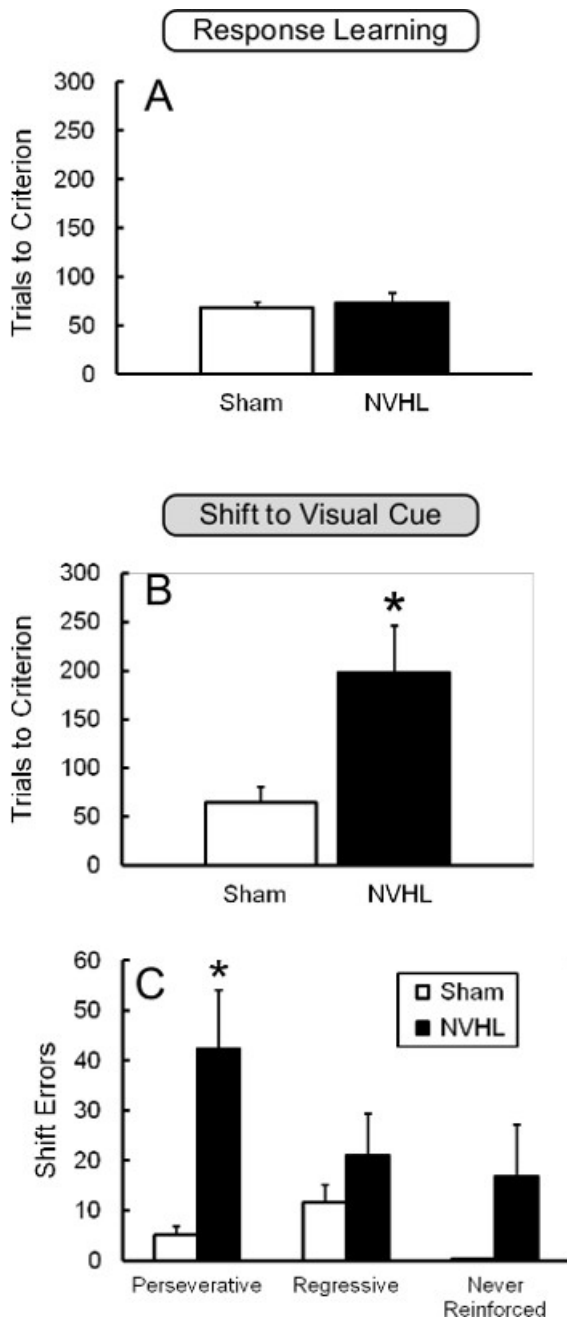 Response Learning
A
Trials to Criterion
300
250
200
150
100
50
0
Sham NVHL
Shift to Visual Cue
B
*
Trials to Criterion
300
250
200
150
100
50
0
Sham NVHL
C
*
Shift Errors
60
50
40
30
20
10
0
Sham
NVHL
Perseverative Regressive Never
Reinforced